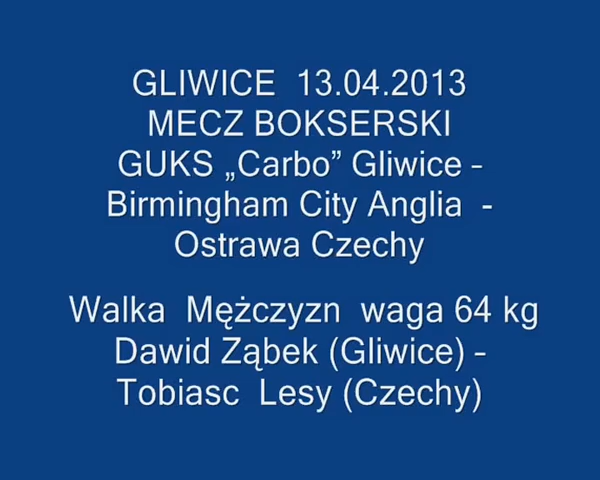 GLIWICE  13.04.2013
MECZ BOKSERSKI
GUKS „Carbo” Gliwice –
Birmingham City Anglia  -
Ostrawa Czechy
Walka  Mężczyzn  waga 64 kg
Dawid Ząbek (Gliwice) –
Tobiasc  Lesy (Czechy)